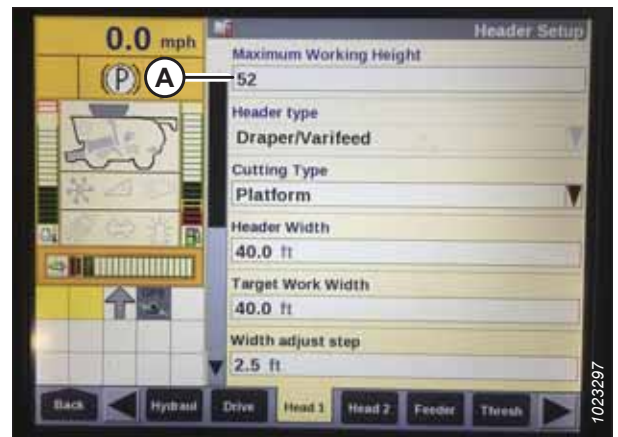 0.0 mph
Header Setup
(P)
A
Maximum Working Height
52
Header type
Draper/Varifeed
Cutting Type
Platform
Header Width
40.0 ft
Target Work Width
40.0 ft
Width adjust step
2.5 ft
Back
Hydraul
Drive
Head 1
Head 2
Feeder
Thresh
1023297